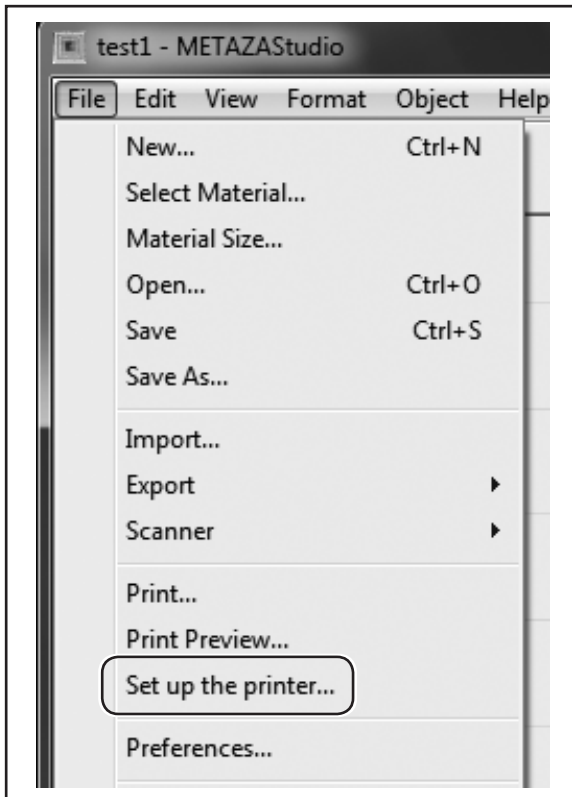 test1 - METAZAStudio
File Edit View Format Object Help
New... Ctrl+N
Select Material...
Material Size...
Open... Ctrl+O
Save Ctrl+S
Save As...
Import...
Export
Scanner
Print...
Print Preview...
Set up the printer...
Preferences...